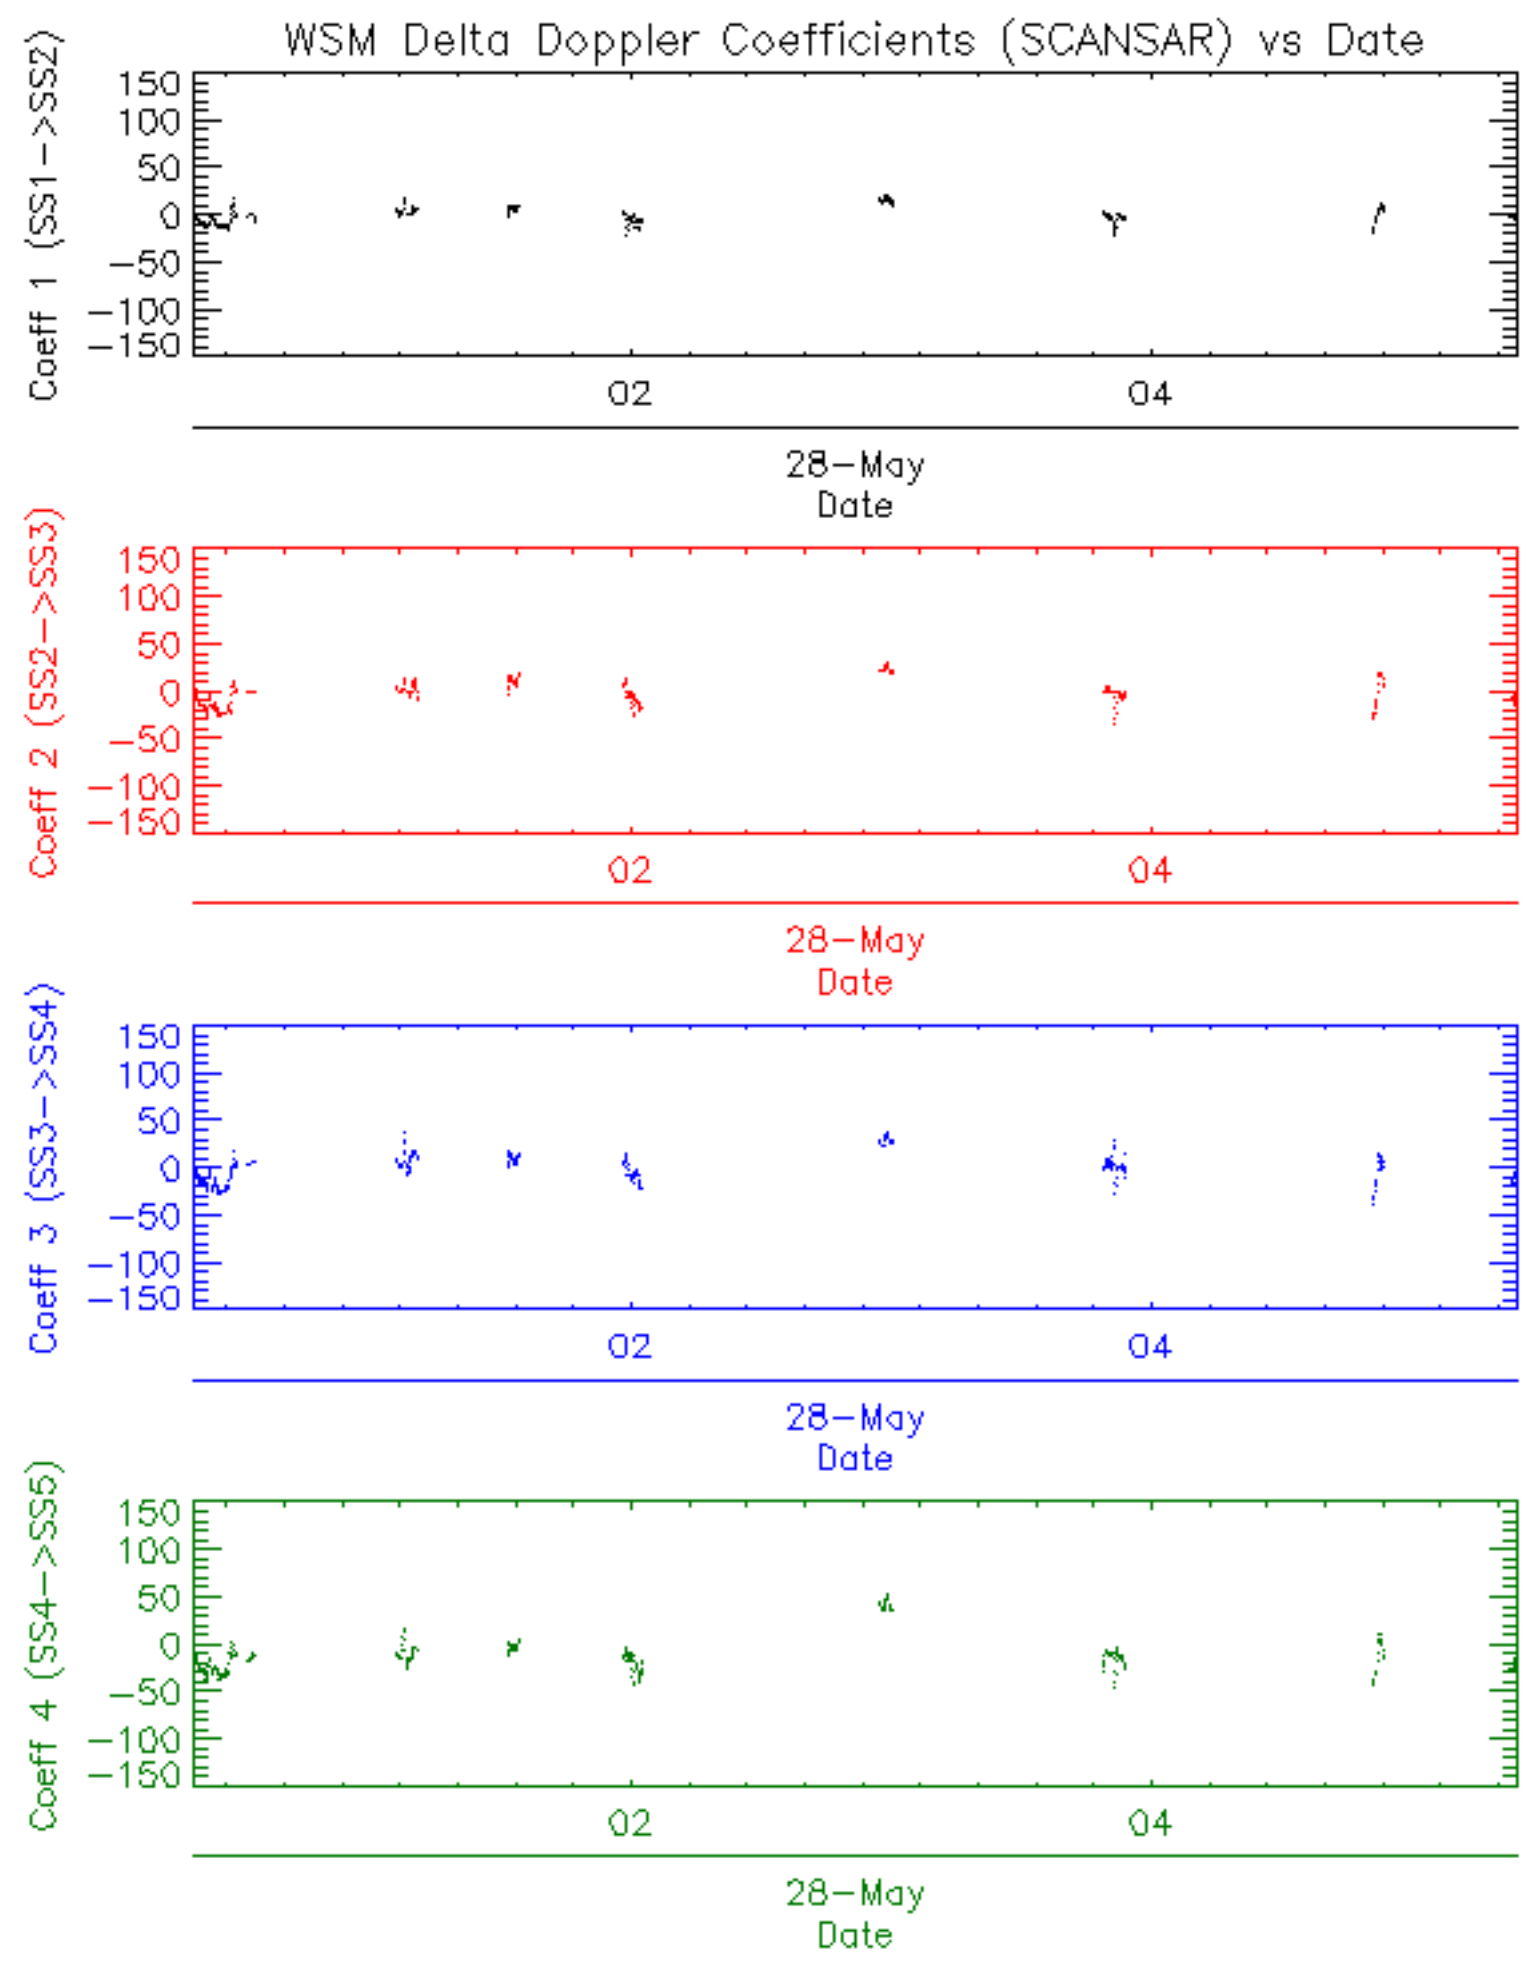 WSM Delta Doppler Coefficients (SCANSAR) vs Date
Coeff 1 (SS1->SS2)
150
100
50
0
-50
-100
-150
02 04
28-May
Date
Coeff 2 (SS2->SS3)
150
100
50
0
-50
-100
-150
02 04
28-May
Date
Coeff 3 (SS3->SS4)
150
100
50
0
-50
-100
-150
02 04
28-May
Date
Coeff 4 (SS4->SS5)
150
100
50
0
-50
-100
-150
02 04
28-May
Date